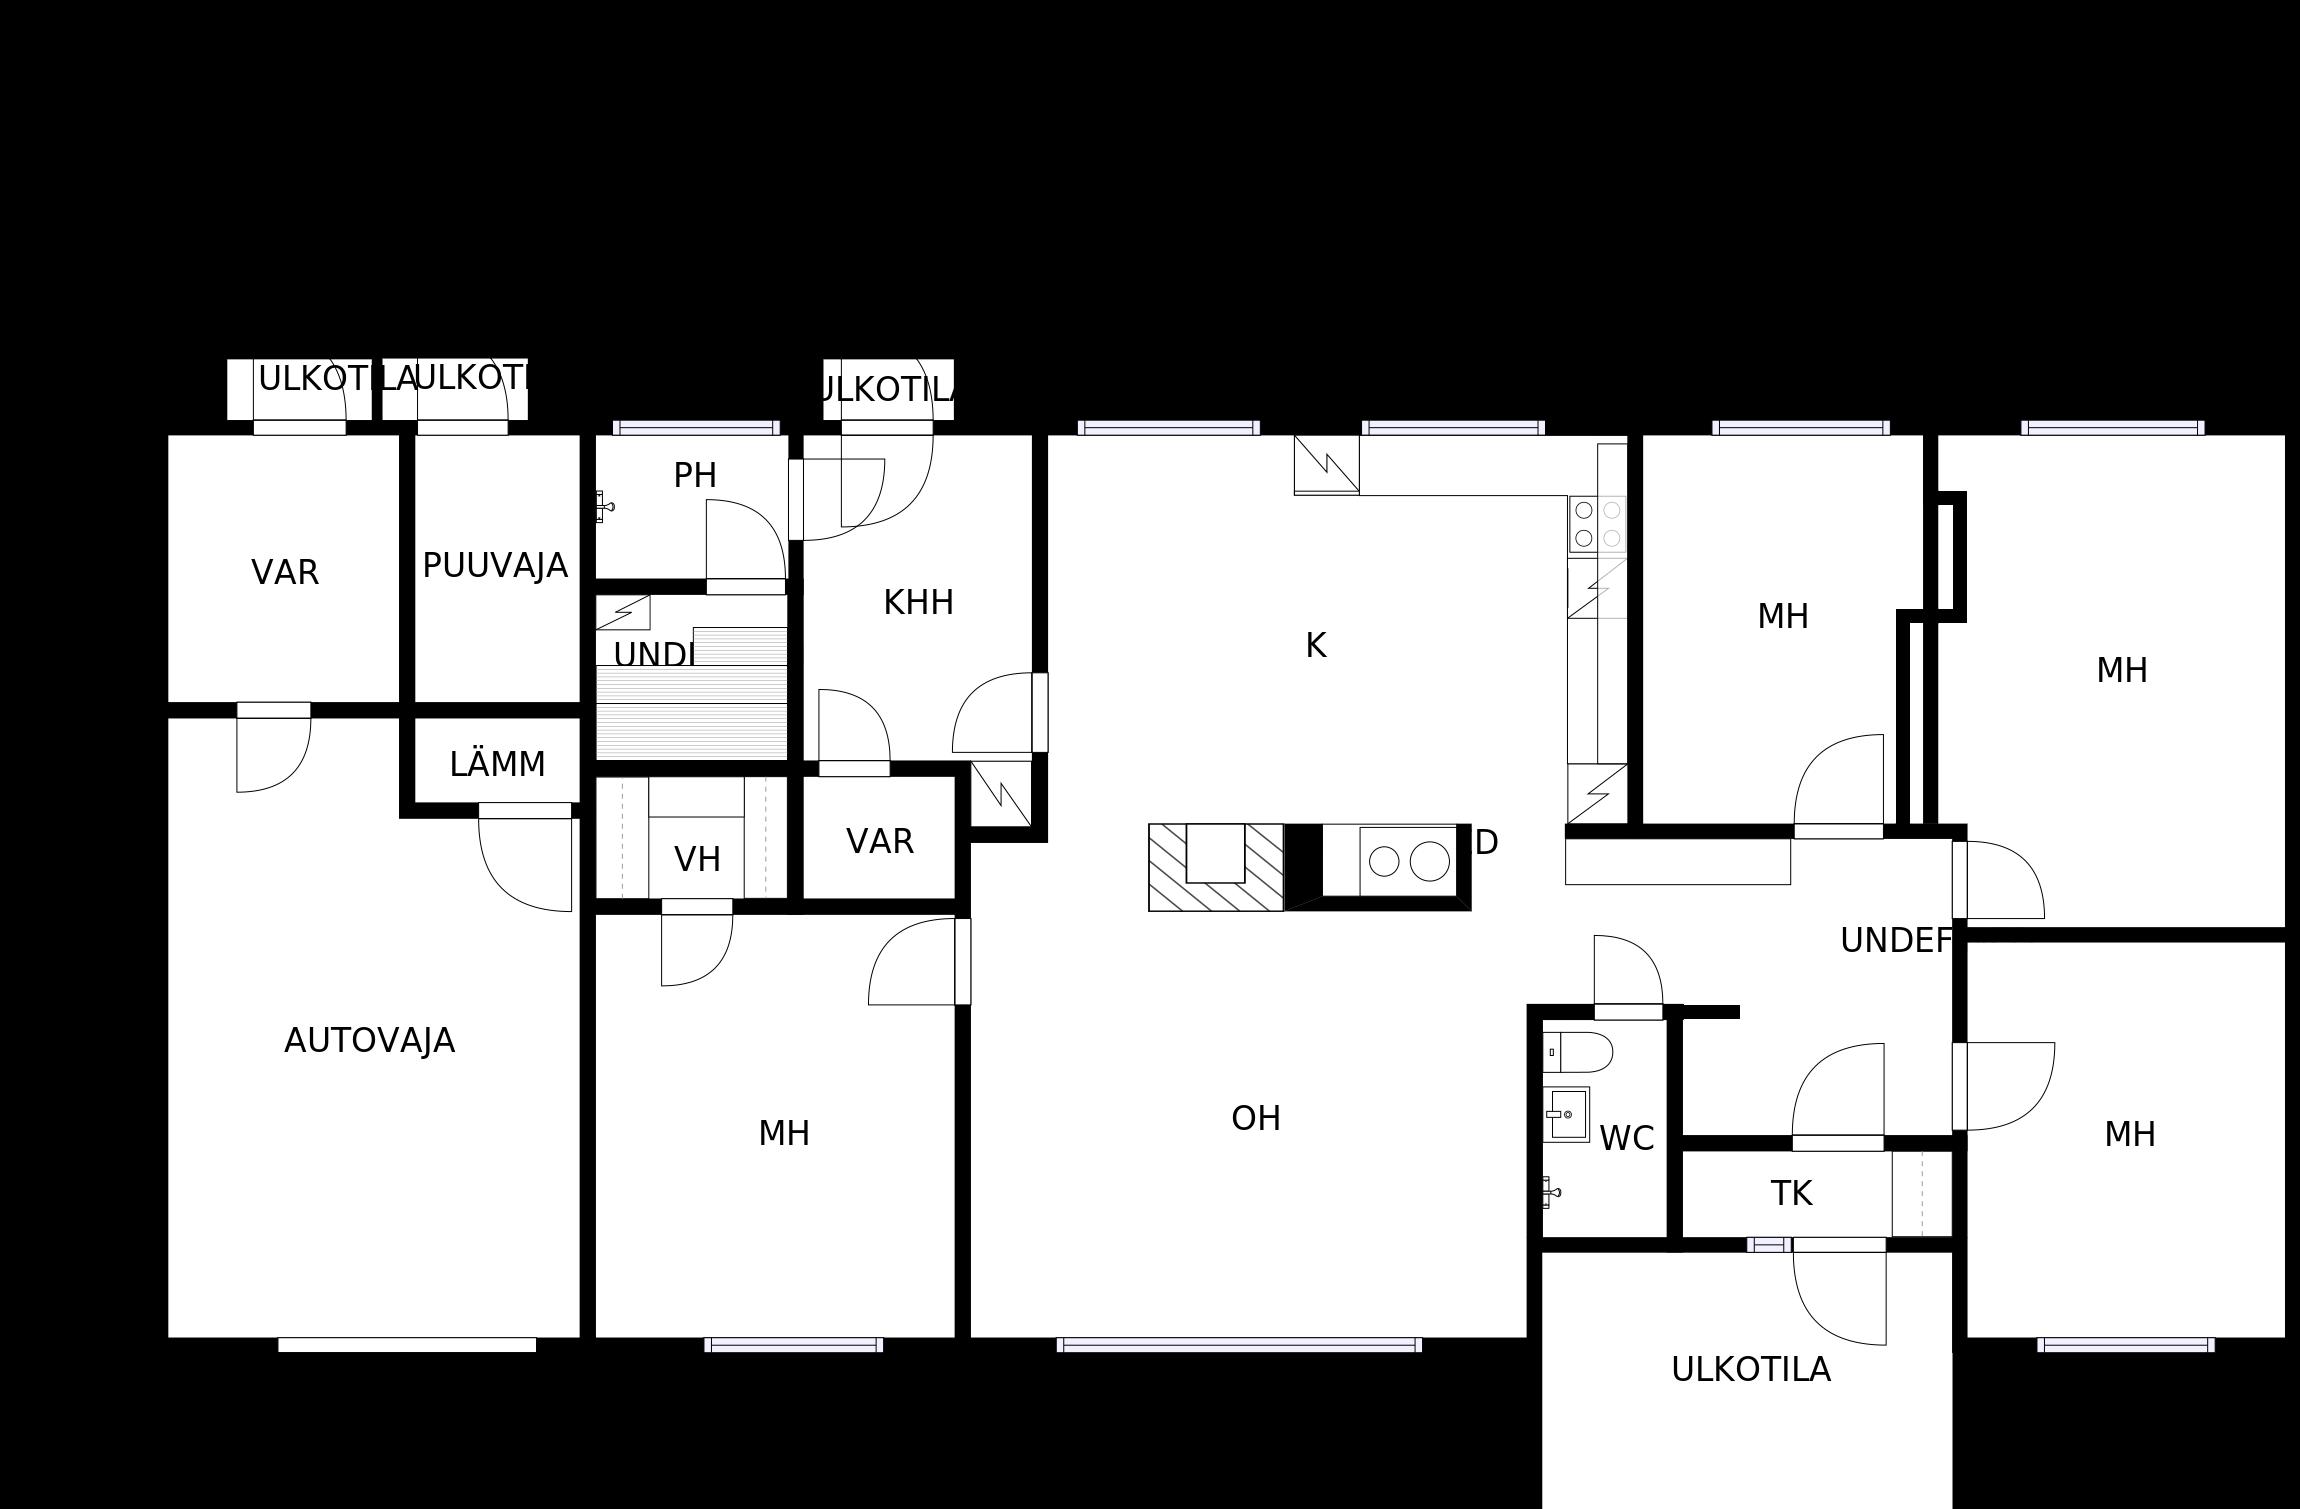 ULKOTILA
ULKOTI
ULKOTILA
PH
VAR
PUUVAJA
KHH
K
MH
MH
UNDE
LÄMM
VAR
VH
D
UNDEF
AUTOVAJA
MH
OH
WC
MH
TK
ULKOTILA